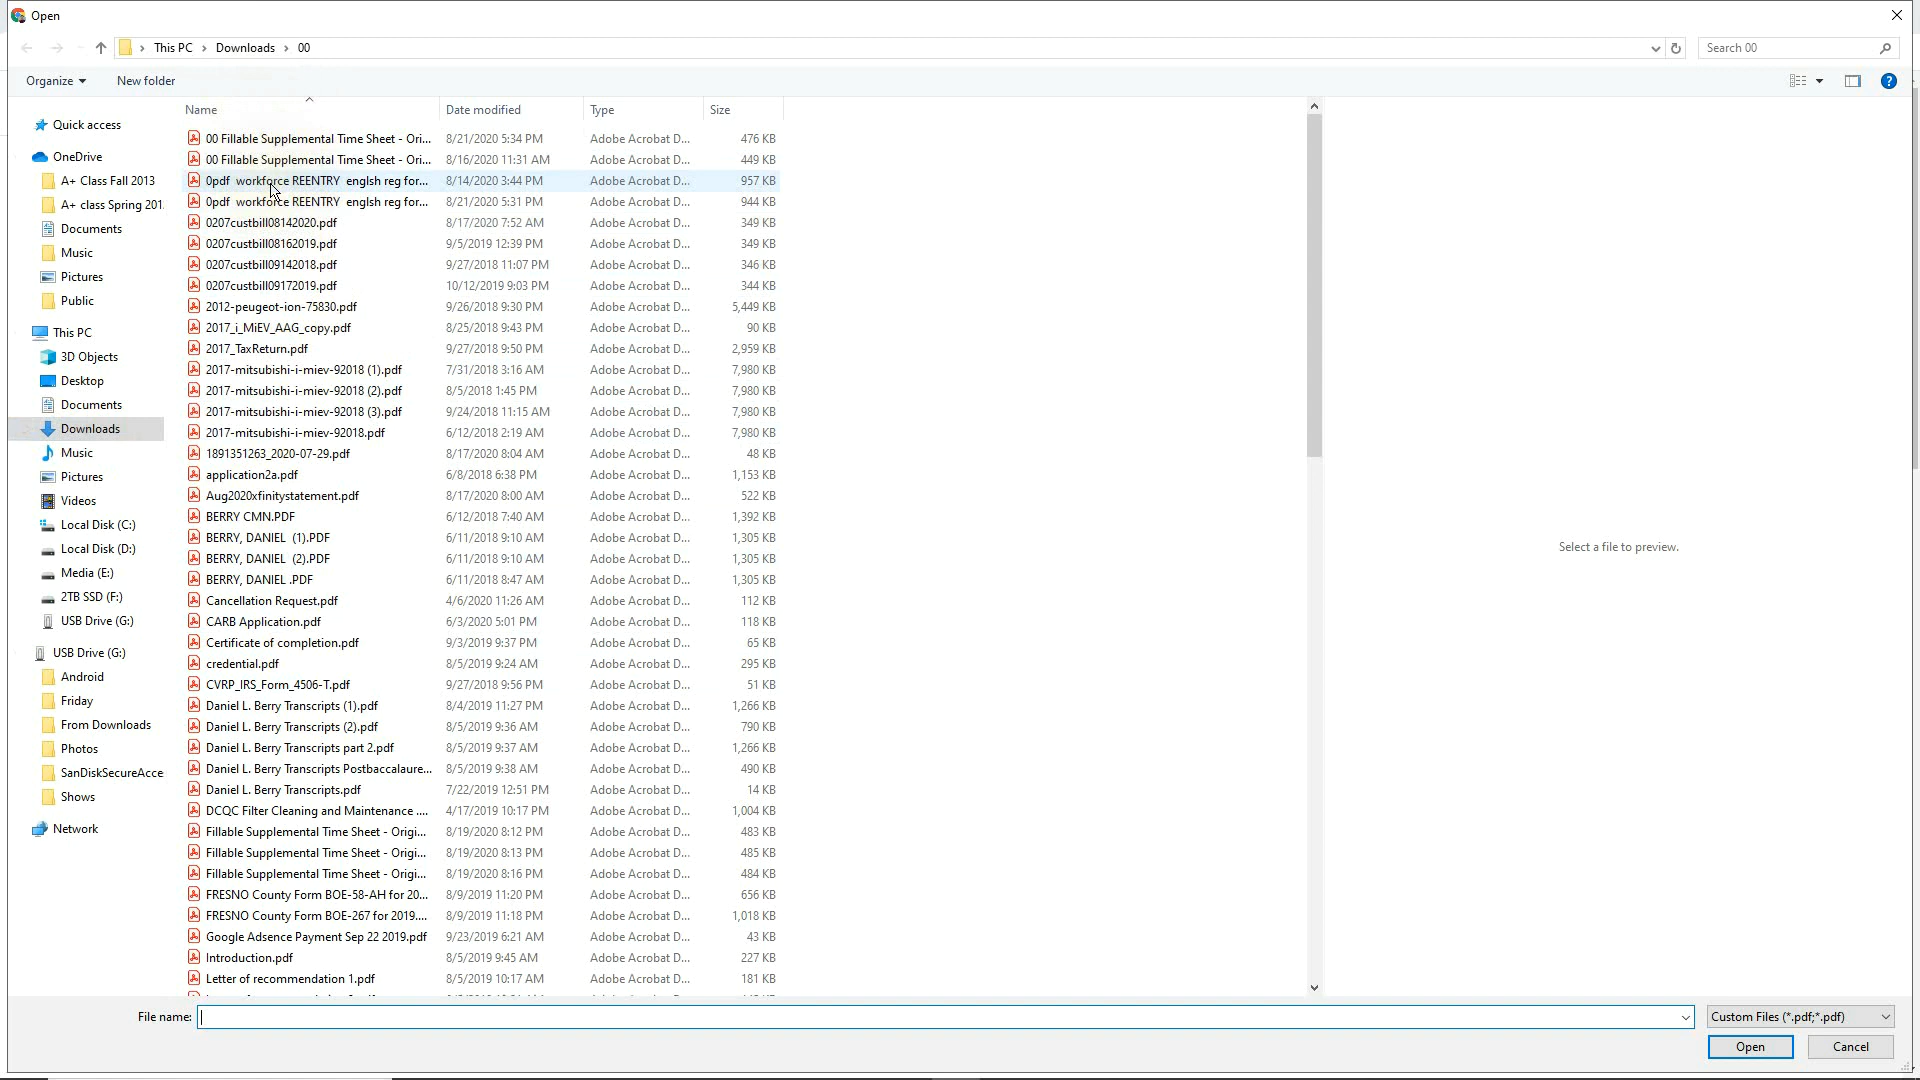 Open
This PC > Downloads > 00
Search 00
Organize New folder
Name Date modified Type Size
Quick access
OneDrive
A+ Class Fall 2013
A+ class Spring 201
Documents
Music
Pictures
Public
This PC
3D Objects
Desktop
Documents
Downloads
Music
Pictures
Videos
Local Disk (C:)
Local Disk (D:)
Media (E:)
2TB SSD (F:)
USB Drive (G:)
USB Drive (G:)
Android
Friday
From Downloads
Photos
SanDiskSecureAcce
Shows
Network
00 Fillable Supplemental Time Sheet - Ori... 8/21/2020 5:34 PM Adobe Acrobat D... 476 KB
00 Fillable Supplemental Time Sheet - Ori... 8/16/2020 11:31 AM Adobe Acrobat D... 449 KB
0pdf workforce REENTRY englsh reg for... 8/14/2020 3:44 PM Adobe Acrobat D... 957 KB
0pdf workforce REENTRY englsh reg for... 8/21/2020 5:31 PM Adobe Acrobat D... 944 KB
0207custbill08142020.pdf 8/17/2020 7:52 AM Adobe Acrobat D... 349 KB
0207custbill08162019.pdf 9/5/2019 12:39 PM Adobe Acrobat D... 349 KB
0207custbill09142018.pdf 9/27/2018 11:07 PM Adobe Acrobat D... 346 KB
0207custbill09172019.pdf 10/12/2019 9:03 PM Adobe Acrobat D... 344 KB
2012-peugeot-ion-75830.pdf 9/26/2018 9:30 PM Adobe Acrobat D... 5,449 KB
2017_i_MiEV_AAG_copy.pdf 8/25/2018 9:43 PM Adobe Acrobat D... 90 KB
2017_TaxReturn.pdf 9/27/2018 9:50 PM Adobe Acrobat D... 2,959 KB
2017-mitsubishi-i-miev-92018 (1).pdf 7/31/2018 3:16 AM Adobe Acrobat D... 7,980 KB
2017-mitsubishi-i-miev-92018 (2).pdf 8/5/2018 1:45 PM Adobe Acrobat D... 7,980 KB
2017-mitsubishi-i-miev-92018 (3).pdf 9/24/2018 11:15 AM Adobe Acrobat D... 7,980 KB
2017-mitsubishi-i-miev-92018.pdf 6/12/2018 2:19 AM Adobe Acrobat D... 7,980 KB
1891351263_2020-07-29.pdf 8/17/2020 8:04 AM Adobe Acrobat D... 48 KB
application2a.pdf 6/8/2018 6:38 PM Adobe Acrobat D... 1,153 KB
Aug2020xfinitystatement.pdf 8/17/2020 8:00 AM Adobe Acrobat D... 522 KB
BERRY CMN.PDF 6/12/2018 7:40 AM Adobe Acrobat D... 1,392 KB
BERRY, DANIEL (1).PDF 6/11/2018 9:10 AM Adobe Acrobat D... 1,305 KB
BERRY, DANIEL (2).PDF 6/11/2018 9:10 AM Adobe Acrobat D... 1,305 KB
BERRY, DANIEL .PDF 6/11/2018 8:47 AM Adobe Acrobat D... 1,305 KB
Cancellation Request.pdf 4/6/2020 11:26 AM Adobe Acrobat D... 112 KB
CARB Application.pdf 6/3/2020 5:01 PM Adobe Acrobat D... 118 KB
Certificate of completion.pdf 9/3/2019 9:37 PM Adobe Acrobat D... 65 KB
credential.pdf 8/5/2019 9:24 AM Adobe Acrobat D... 295 KB
CVRP_IRS_Form_4506-T.pdf 9/27/2018 9:56 PM Adobe Acrobat D... 51 KB
Daniel L. Berry Transcripts (1).pdf 8/4/2019 11:27 PM Adobe Acrobat D... 1,266 KB
Daniel L. Berry Transcripts (2).pdf 8/5/2019 9:36 AM Adobe Acrobat D... 790 KB
Daniel L. Berry Transcripts part 2.pdf 8/5/2019 9:37 AM Adobe Acrobat D... 1,266 KB
Daniel L. Berry Transcripts Postbaccalaure... 8/5/2019 9:38 AM Adobe Acrobat D... 490 KB
Daniel L. Berry Transcripts.pdf 7/22/2019 12:51 PM Adobe Acrobat D... 14 KB
DCQC Filter Cleaning and Maintenance .... 4/17/2019 10:17 PM Adobe Acrobat D... 1,004 KB
Fillable Supplemental Time Sheet - Origi... 8/19/2020 8:12 PM Adobe Acrobat D... 483 KB
Fillable Supplemental Time Sheet - Origi... 8/19/2020 8:13 PM Adobe Acrobat D... 485 KB
Fillable Supplemental Time Sheet - Origi... 8/19/2020 8:16 PM Adobe Acrobat D... 484 KB
FRESNO County Form BOE-58-AH for 20... 8/9/2019 11:20 PM Adobe Acrobat D... 656 KB
FRESNO County Form BOE-267 for 2019.... 8/9/2019 11:18 PM Adobe Acrobat D... 1,018 KB
Google Adsence Payment Sep 22 2019.pdf 9/23/2019 6:21 AM Adobe Acrobat D... 43 KB
Introduction.pdf 8/5/2019 9:45 AM Adobe Acrobat D... 227 KB
Letter of recommendation 1.pdf 8/5/2019 10:17 AM Adobe Acrobat D... 181 KB
Select a file to preview.
File name:
Custom Files (*.pdf;*.pdf)
Open Cancel